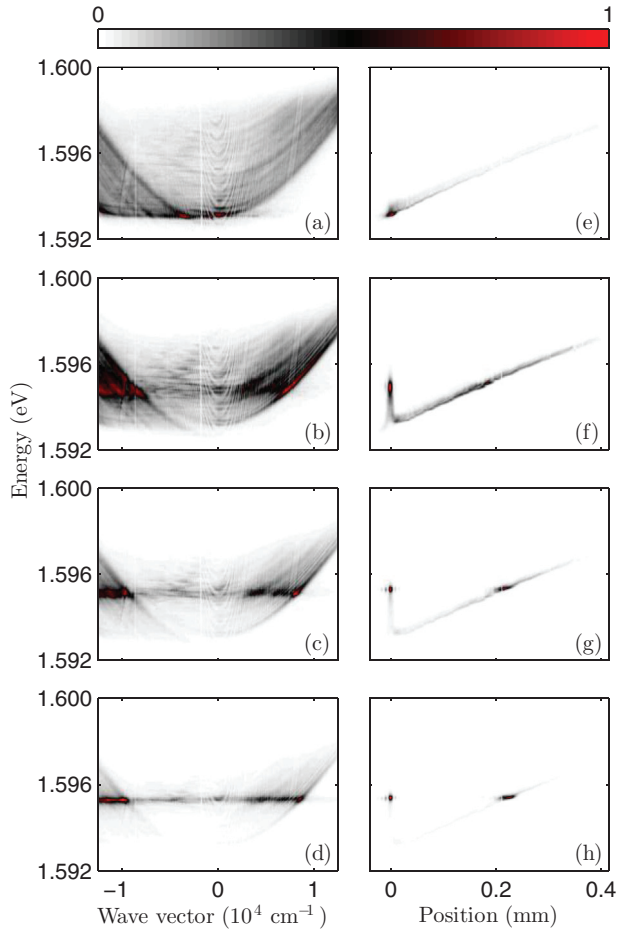 0 1
1.600
1.596
1.592
(a) (e)
1.600
1.596
1.592
(b) (f)
1.600
1.596
1.592
(c) (g)
1.600
1.596
1.592
(d) (h)
Energy (eV)
−1 0 1 0 0.2 0.4
Wave vector (10⁴ cm⁻¹) Position (mm)